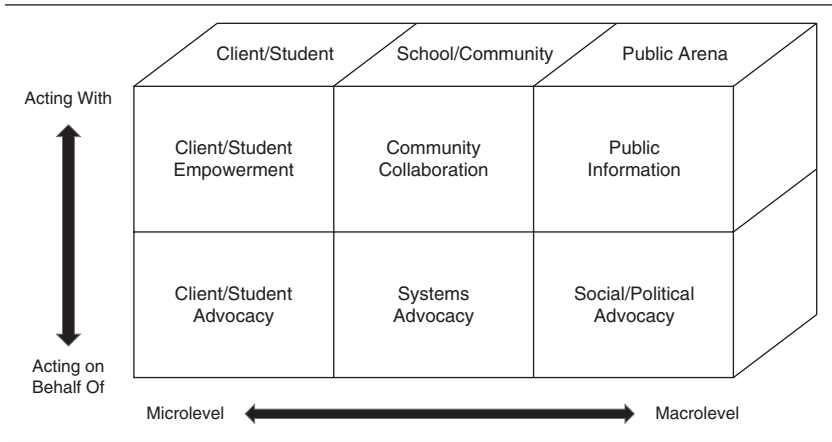 Client/Student
School/Community
Public Arena
Acting With
Client/Student
Empowerment
Community
Collaboration
Public
Information
Client/Student
Advocacy
Systems
Advocacy
Social/Political
Advocacy
Acting on
Behalf Of
Microlevel
Macrolevel